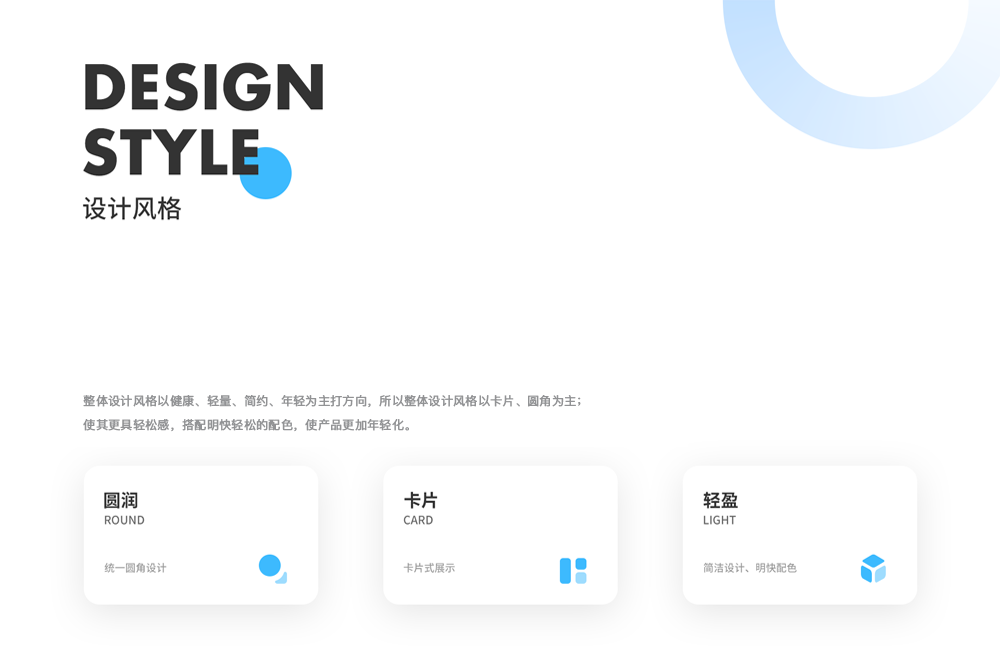 DESIGN
STYLE
设计风格
整体设计风格以健康、轻量、简约、年轻为主打方向，所以整体设计风格以卡片、圆角为主；
使其更具轻松感，搭配明快轻松的配色，使产品更加年轻化。
圆润
ROUND
统一圆角设计
卡片
CARD
卡片式展示
轻盈
LIGHT
简洁设计、明快配色